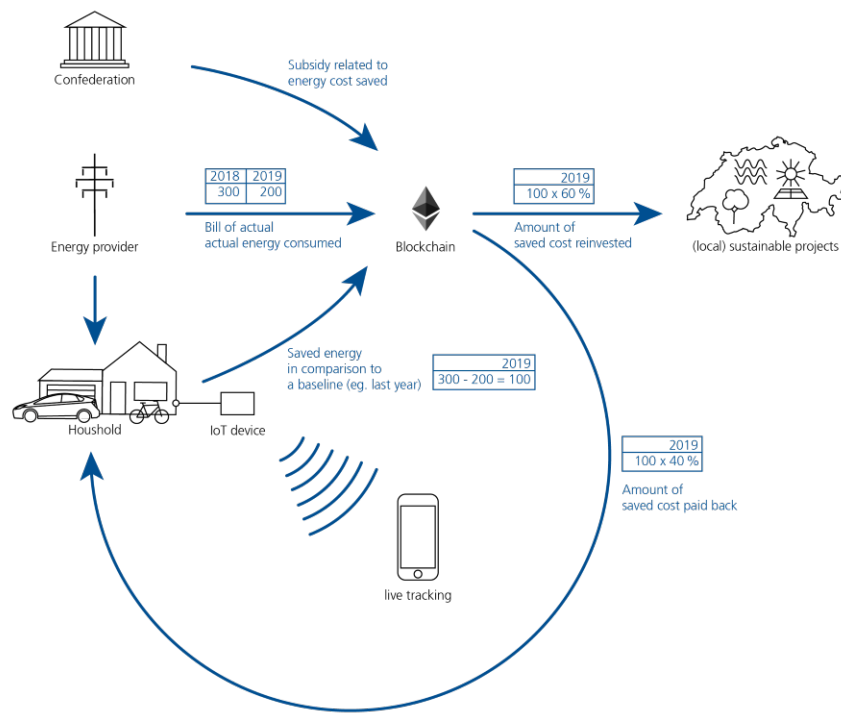 Confederation
Subsidy related to
energy cost saved
2018 2019
300 200
Energy provider
Bill of actual
actual energy consumed
Blockchain
2019
100 x 60 %
Amount of
saved cost reinvested
(local) sustainable projects
Saved energy
in comparison to
a baseline (eg. last year)
2019
300 - 200 = 100
Houshold
IoT device
2019
100 x 40 %
Amount of
saved cost paid back
live tracking